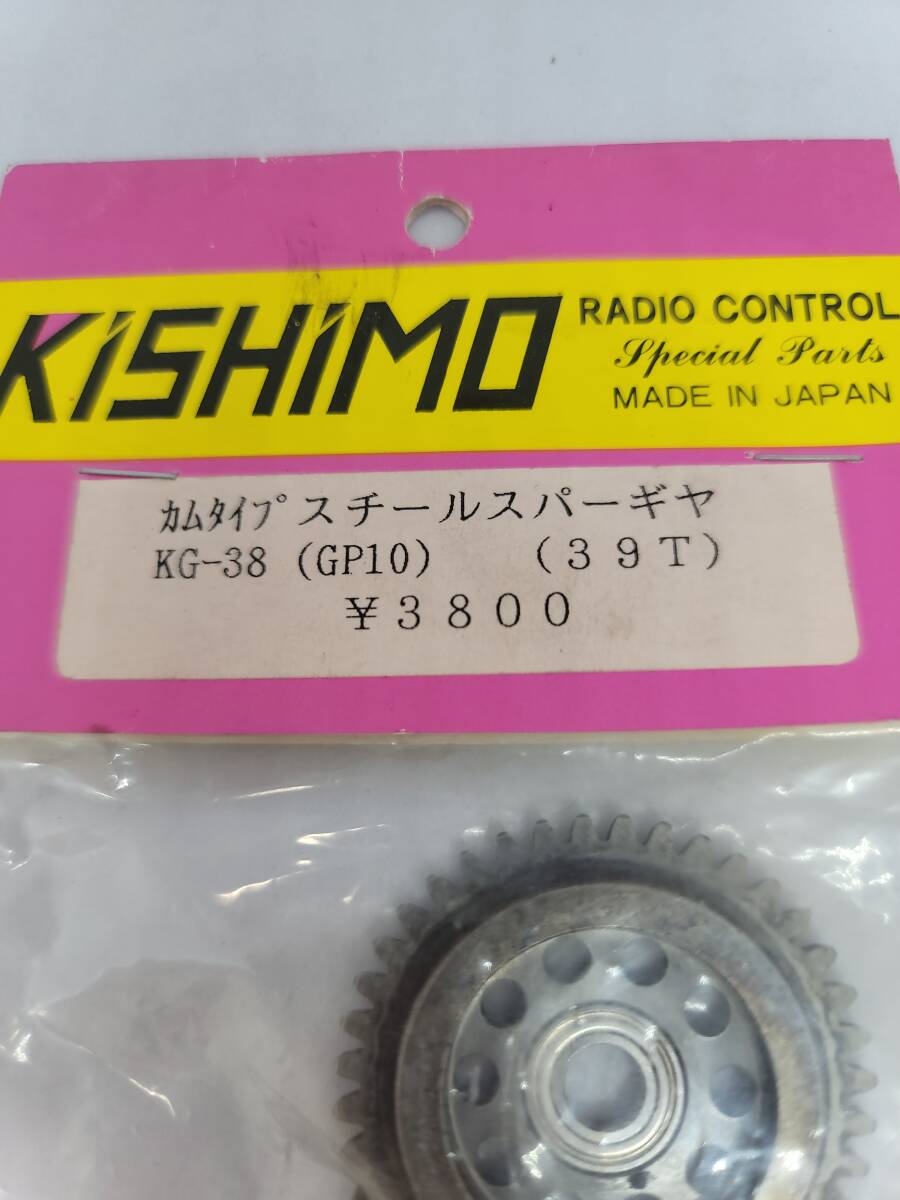 KiSHiMO
RADIO CONTROL
Special Parts
MADE IN JAPAN
ｶﾑﾀｲﾌﾟスチールスパーギヤ
KG-38 (GP10) （３９Ｔ）
￥３８００